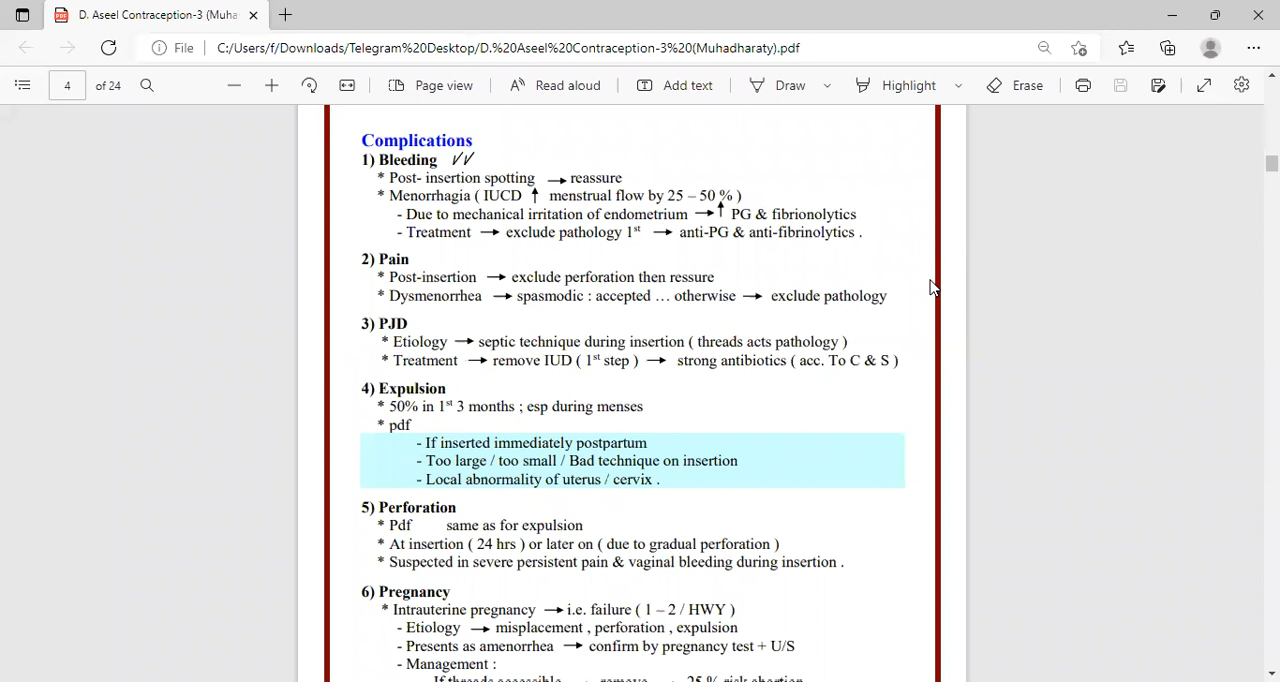 D. Aseel Contraception-3 (Muha
File C:/Users/f/Downloads/Telegram%20Desktop/D.%20Aseel%20Contraception-3%20(Muhadharaty).pdf
4 of 24 Page view Read aloud Add text Draw Highlight Erase
Complications
1) Bleeding ✓✓
* Post- insertion spotting → reassure
* Menorrhagia ( IUCD ↑ menstrual flow by 25 – 50 % )
- Due to mechanical irritation of endometrium → ↑ PG & fibrionolytics
- Treatment → exclude pathology 1st → anti-PG & anti-fibrinolytics .
2) Pain
* Post-insertion → exclude perforation then ressure
* Dysmenorrhea → spasmodic : accepted … otherwise → exclude pathology
3) PJD
* Etiology → septic technique during insertion ( threads acts pathology )
* Treatment → remove IUD ( 1st step ) → strong antibiotics ( acc. To C & S )
4) Expulsion
* 50% in 1st 3 months ; esp during menses
* pdf
- If inserted immediately postpartum
- Too large / too small / Bad technique on insertion
- Local abnormality of uterus / cervix .
5) Perforation
* Pdf same as for expulsion
* At insertion ( 24 hrs ) or later on ( due to gradual perforation )
* Suspected in severe persistent pain & vaginal bleeding during insertion .
6) Pregnancy
* Intrauterine pregnancy → i.e. failure ( 1 – 2 / HWY )
- Etiology → misplacement , perforation , expulsion
- Presents as amenorrhea → confirm by pregnancy test + U/S
- Management :
If threads accessible → remove → 25 % risk abortion